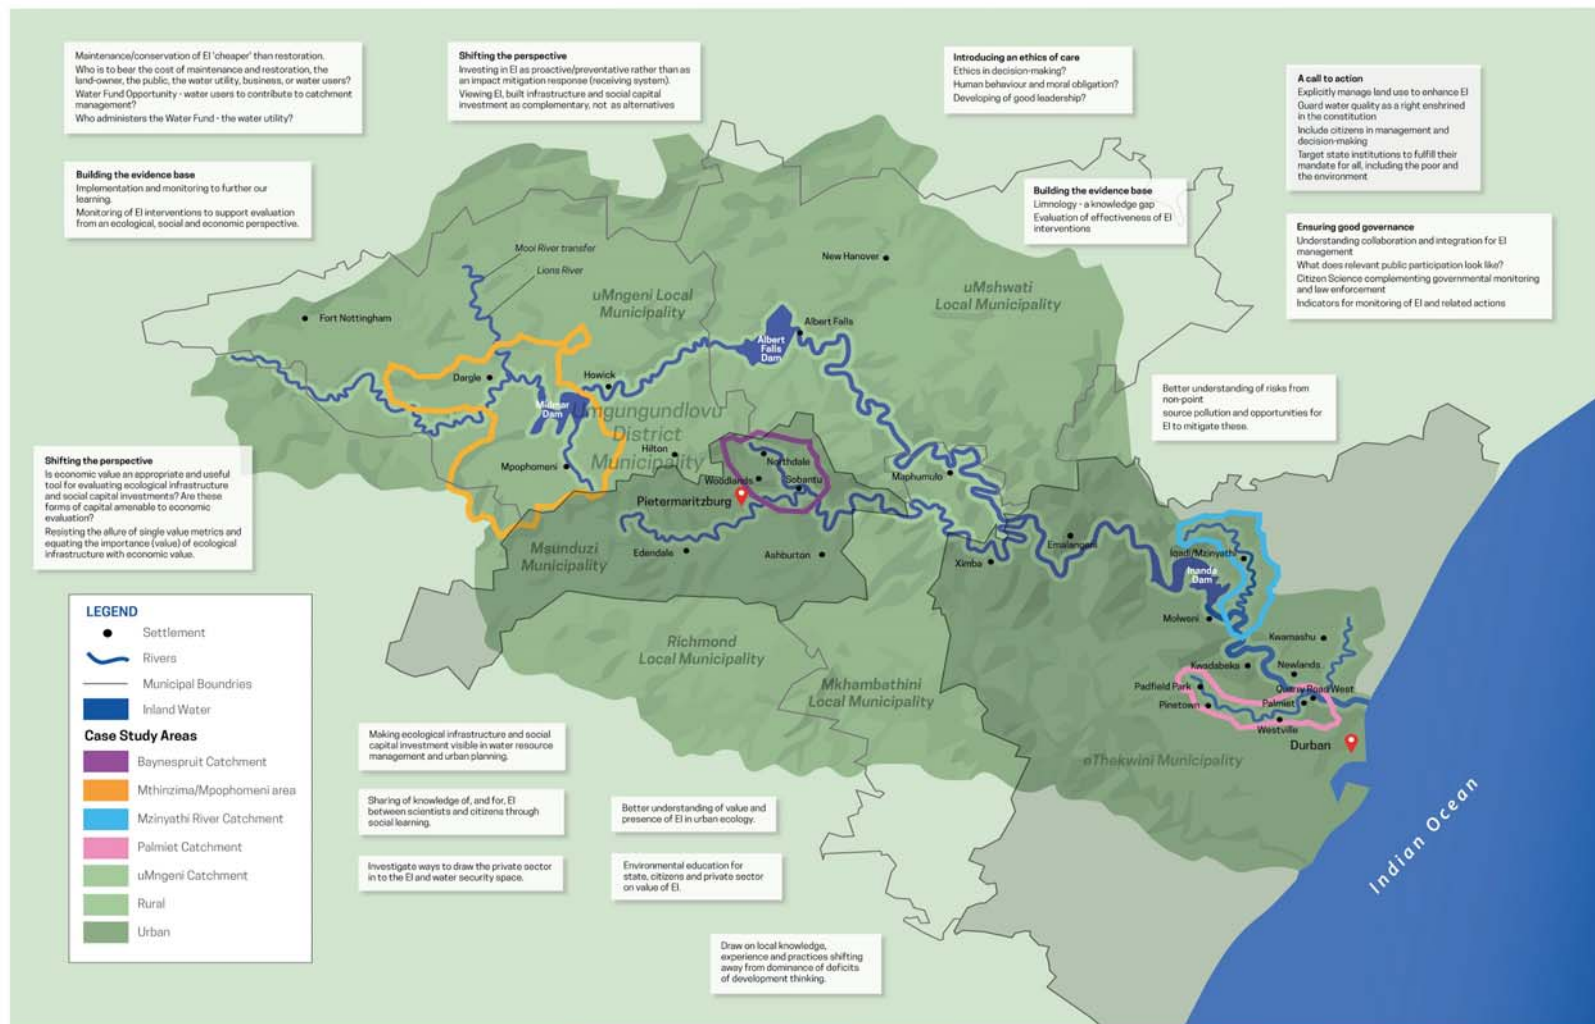 Maintenance/conservation of EI 'cheaper' than restoration.
Who is to bear the cost of maintenance and restoration, the
land-owner, the public, the water utility, business, or water users?
Water Fund Opportunity - water users to contribute to catchment
management?
Who administers the Water Fund - the water utility?
Shifting the perspective
Investing in EI as proactive/preventative rather than as
an impact mitigation response (receiving system).
Viewing EI, built infrastructure and social capital
investment as complementary, not as alternatives
Introducing an ethics of care
Ethics in decision-making?
Human behaviour and moral obligation?
Developing of good leadership?
A call to action
Explicitly manage land use to enhance EI
Guard water quality as a right enshrined
in the constitution
Include citizens in management and
decision-making
Target state institutions to fulfill their
mandate for all, including the poor and
the environment
Building the evidence base
Implementation and monitoring to further our
learning.
Monitoring of EI interventions to support evaluation
from an ecological, social and economic perspective.
Building the evidence base
Limnology - a knowledge gap
Evaluation of effectiveness of EI
interventions
Ensuring good governance
Understanding collaboration and integration for EI
management
What does relevant public participation look like?
Citizen Science complementing governmental monitoring
and law enforcement
Indicators for monitoring of EI and related actions
Mooi River transfer
Lions River
New Hanover
uMngeni Local
Municipality
uMshwati
Local Municipality
Fort Nottingham
Albert Falls
Albert
Falls
Dam
Dargle
Howick
Midmar
Dam
Umgungundlovu
District
Municipality
Better understanding of risks from
non-point
source pollution and opportunities for
EI to mitigate these.
Hilton
Northdale
Mpophomeni
Woodlands
Sobantu
Maphumulo
Pietermaritzburg
Shifting the perspective
Is economic value an appropriate and useful
tool for evaluating ecological infrastructure
and social capital investments? Are these
forms of capital amenable to economic
evaluation?
Resisting the allure of single value metrics and
equating the importance (value) of ecological
infrastructure with economic value.
Msunduzi
Municipality
Edendale
Ashburton
Ximba
Emalangeni
Iqadi/Mzinyathi
Inanda
Dam
Molweni
Kwamashu
Kwadabeka
Newlands
Padfield Park
Quarry Road West
Pinetown
Palmiet
Westville
Durban
Richmond
Local Municipality
Mkhambathini
Local Municipality
eThekwini Municipality
Indian Ocean
LEGEND
Settlement
Rivers
Municipal Boundries
Inland Water
Case Study Areas
Baynespruit Catchment
Mthinzima/Mpophomeni area
Mzinyathi River Catchment
Palmiet Catchment
uMngeni Catchment
Rural
Urban
Making ecological infrastructure and social
capital investment visible in water resource
management and urban planning.
Sharing of knowledge of, and for, EI
between scientists and citizens through
social learning.
Investigate ways to draw the private sector
in to the EI and water security space.
Better understanding of value and
presence of EI in urban ecology.
Environmental education for
state, citizens and private sector
on value of EI.
Draw on local knowledge,
experience and practices shifting
away from dominance of deficits
of development thinking.